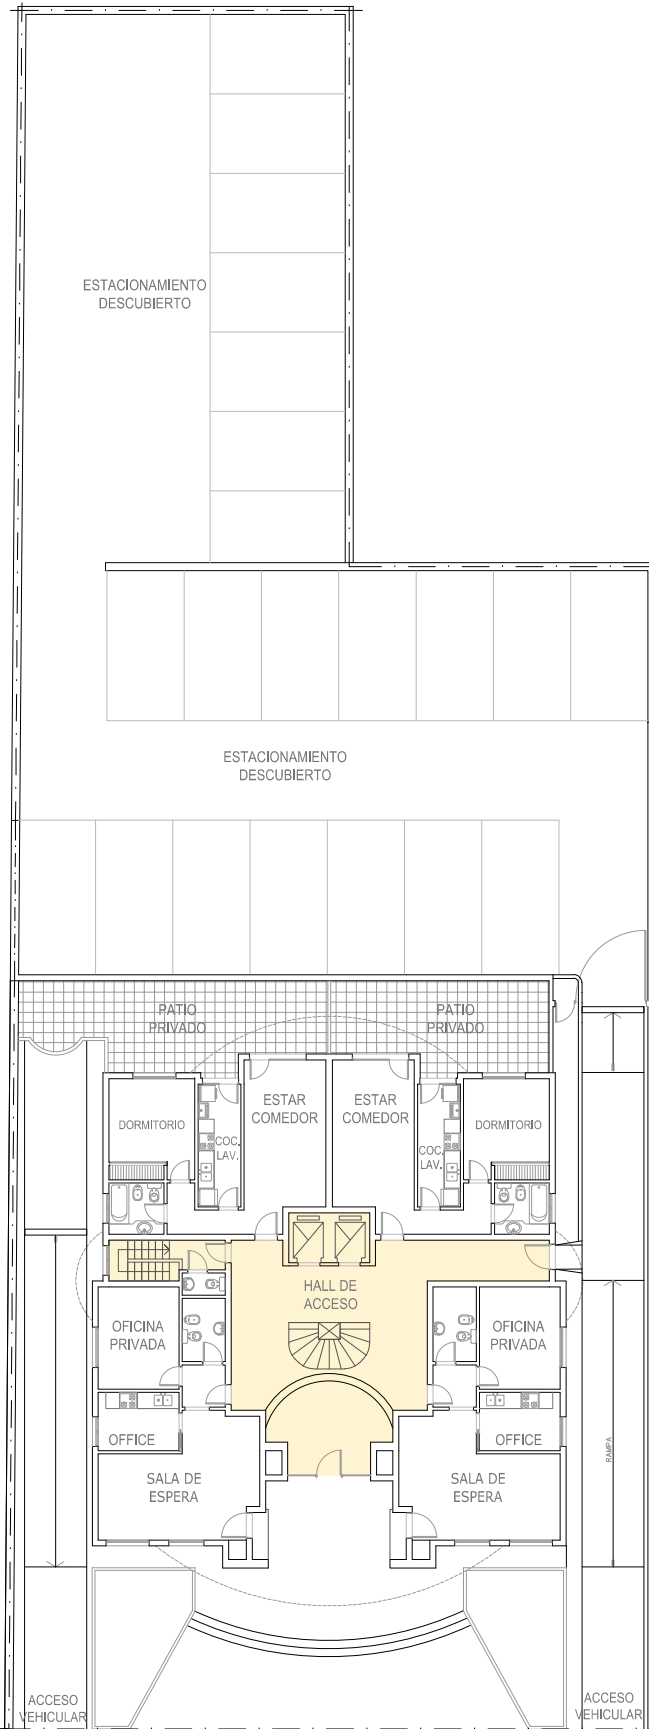 ESTACIONAMIENTO
DESCUBIERTO
ESTACIONAMIENTO
DESCUBIERTO
PATIO
PRIVADO
PATIO
PRIVADO
DORMITORIO
COC.
LAV.
ESTAR
COMEDOR
ESTAR
COMEDOR
COC.
LAV.
DORMITORIO
HALL DE
ACCESO
OFICINA
PRIVADA
OFICINA
PRIVADA
OFFICE
OFFICE
SALA DE
ESPERA
SALA DE
ESPERA
RAMPA
ACCESO
VEHICULAR
ACCESO
VEHICULAR